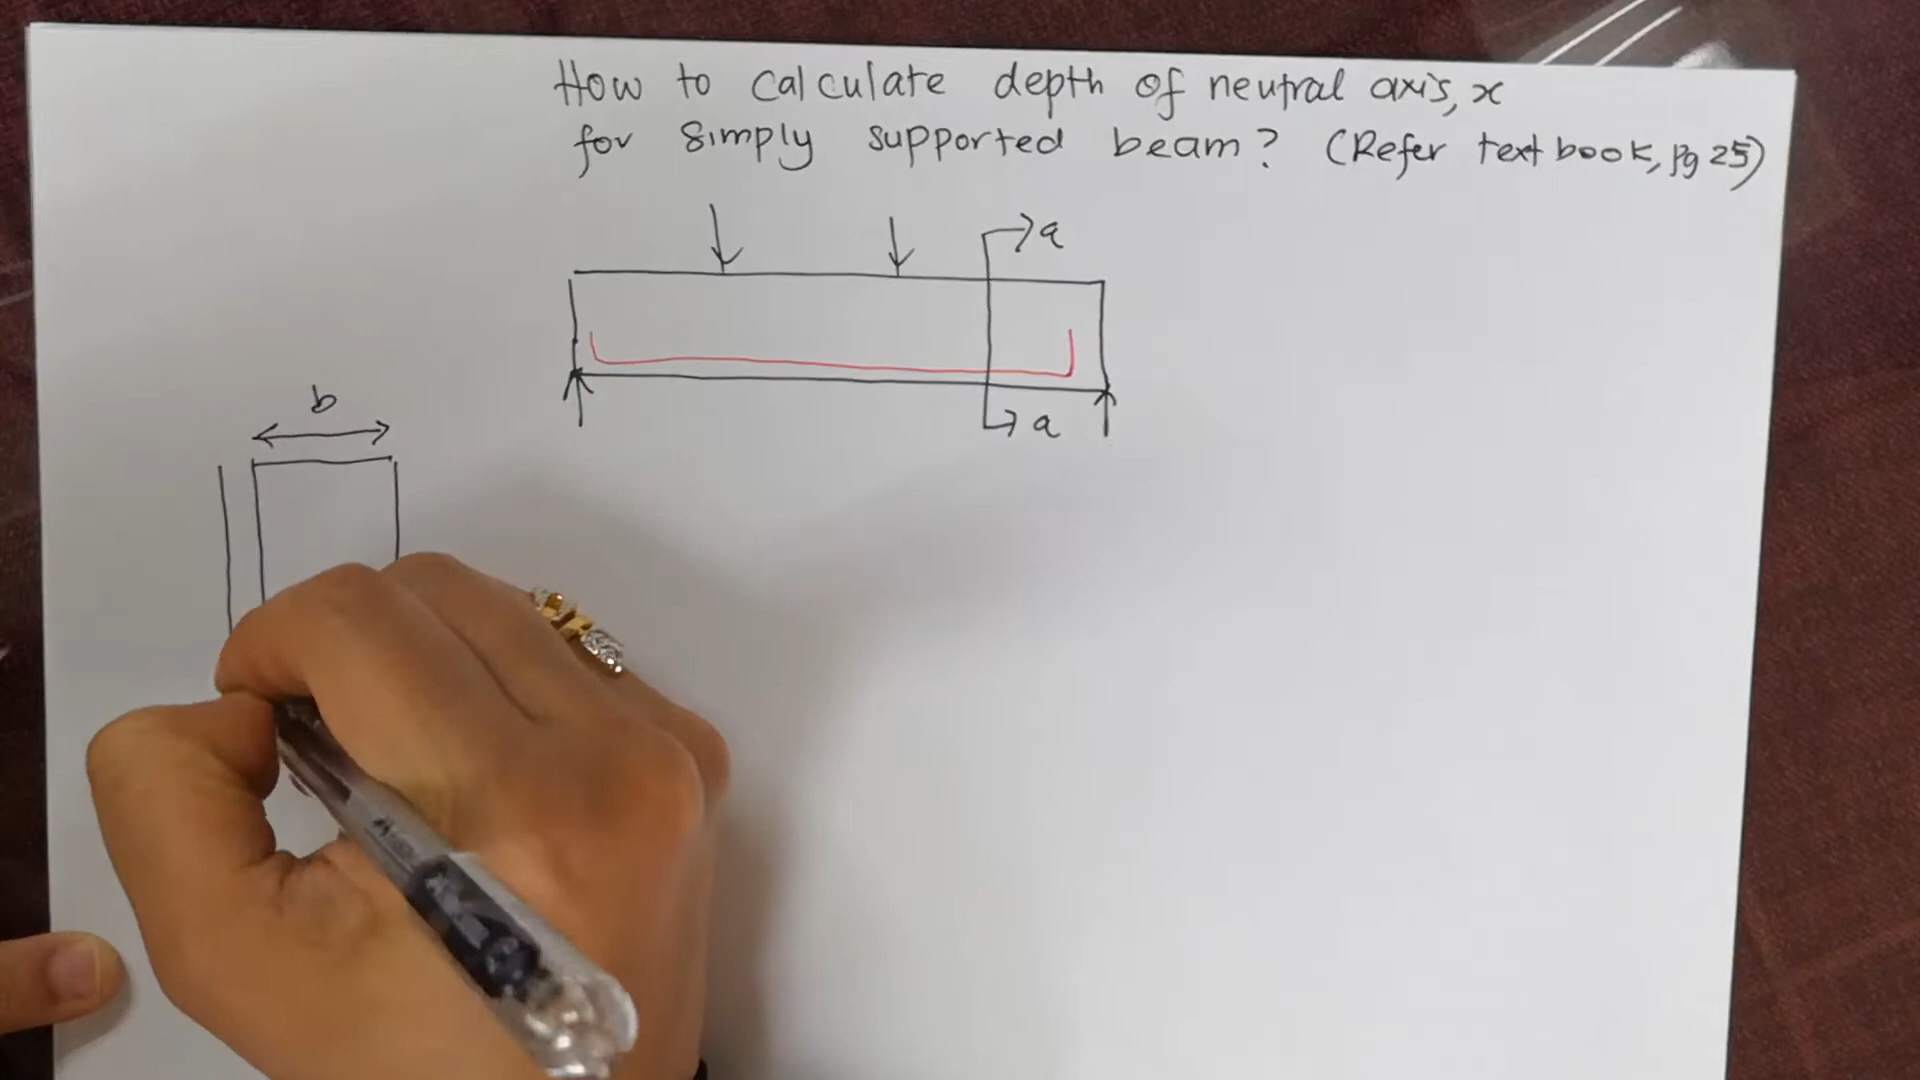 How to calculate depth of neutral axis, x
for simply supported beam? (Refer text book, pg 25)
a
a
b